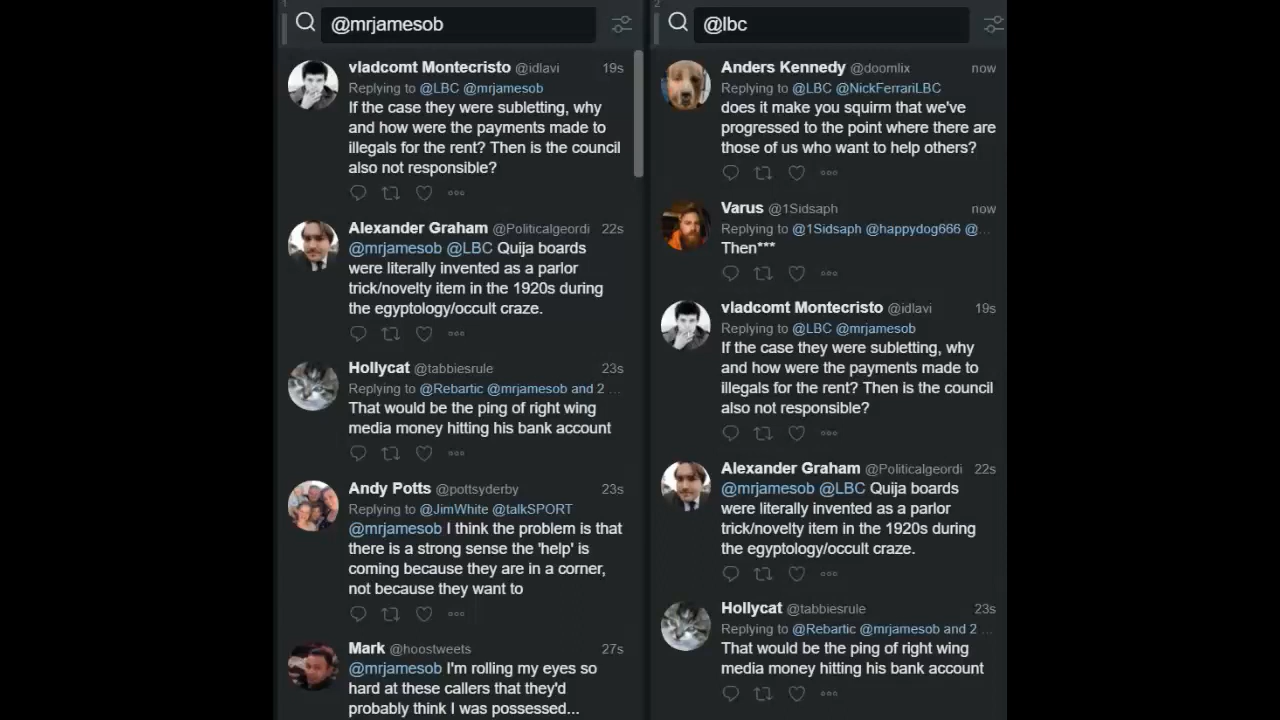 1
@mrjamesob
vladcomt Montecristo @idlavi 19s
Replying to @LBC @mrjamesob
If the case they were subletting, why
and how were the payments made to
illegals for the rent? Then is the council
also not responsible?
Alexander Graham @Politicalgeordi 22s
@mrjamesob @LBC Quija boards
were literally invented as a parlor
trick/novelty item in the 1920s during
the egyptology/occult craze.
Hollycat @tabbiesrule 23s
Replying to @Rebartic @mrjamesob and 2 ...
That would be the ping of right wing
media money hitting his bank account
Andy Potts @pottsyderby 23s
Replying to @JimWhite @talkSPORT
@mrjamesob I think the problem is that
there is a strong sense the 'help' is
coming because they are in a corner,
not because they want to
Mark @hoostweets 27s
@mrjamesob I'm rolling my eyes so
hard at these callers that they'd
probably think I was possessed...
2
@lbc
Anders Kennedy @doomlix now
Replying to @LBC @NickFerrariLBC
does it make you squirm that we've
progressed to the point where there are
those of us who want to help others?
Varus @1Sidsaph now
Replying to @1Sidsaph @happydog666 @...
Then***
vladcomt Montecristo @idlavi 19s
Replying to @LBC @mrjamesob
If the case they were subletting, why
and how were the payments made to
illegals for the rent? Then is the council
also not responsible?
Alexander Graham @Politicalgeordi 22s
@mrjamesob @LBC Quija boards
were literally invented as a parlor
trick/novelty item in the 1920s during
the egyptology/occult craze.
Hollycat @tabbiesrule 23s
Replying to @Rebartic @mrjamesob and 2 ...
That would be the ping of right wing
media money hitting his bank account